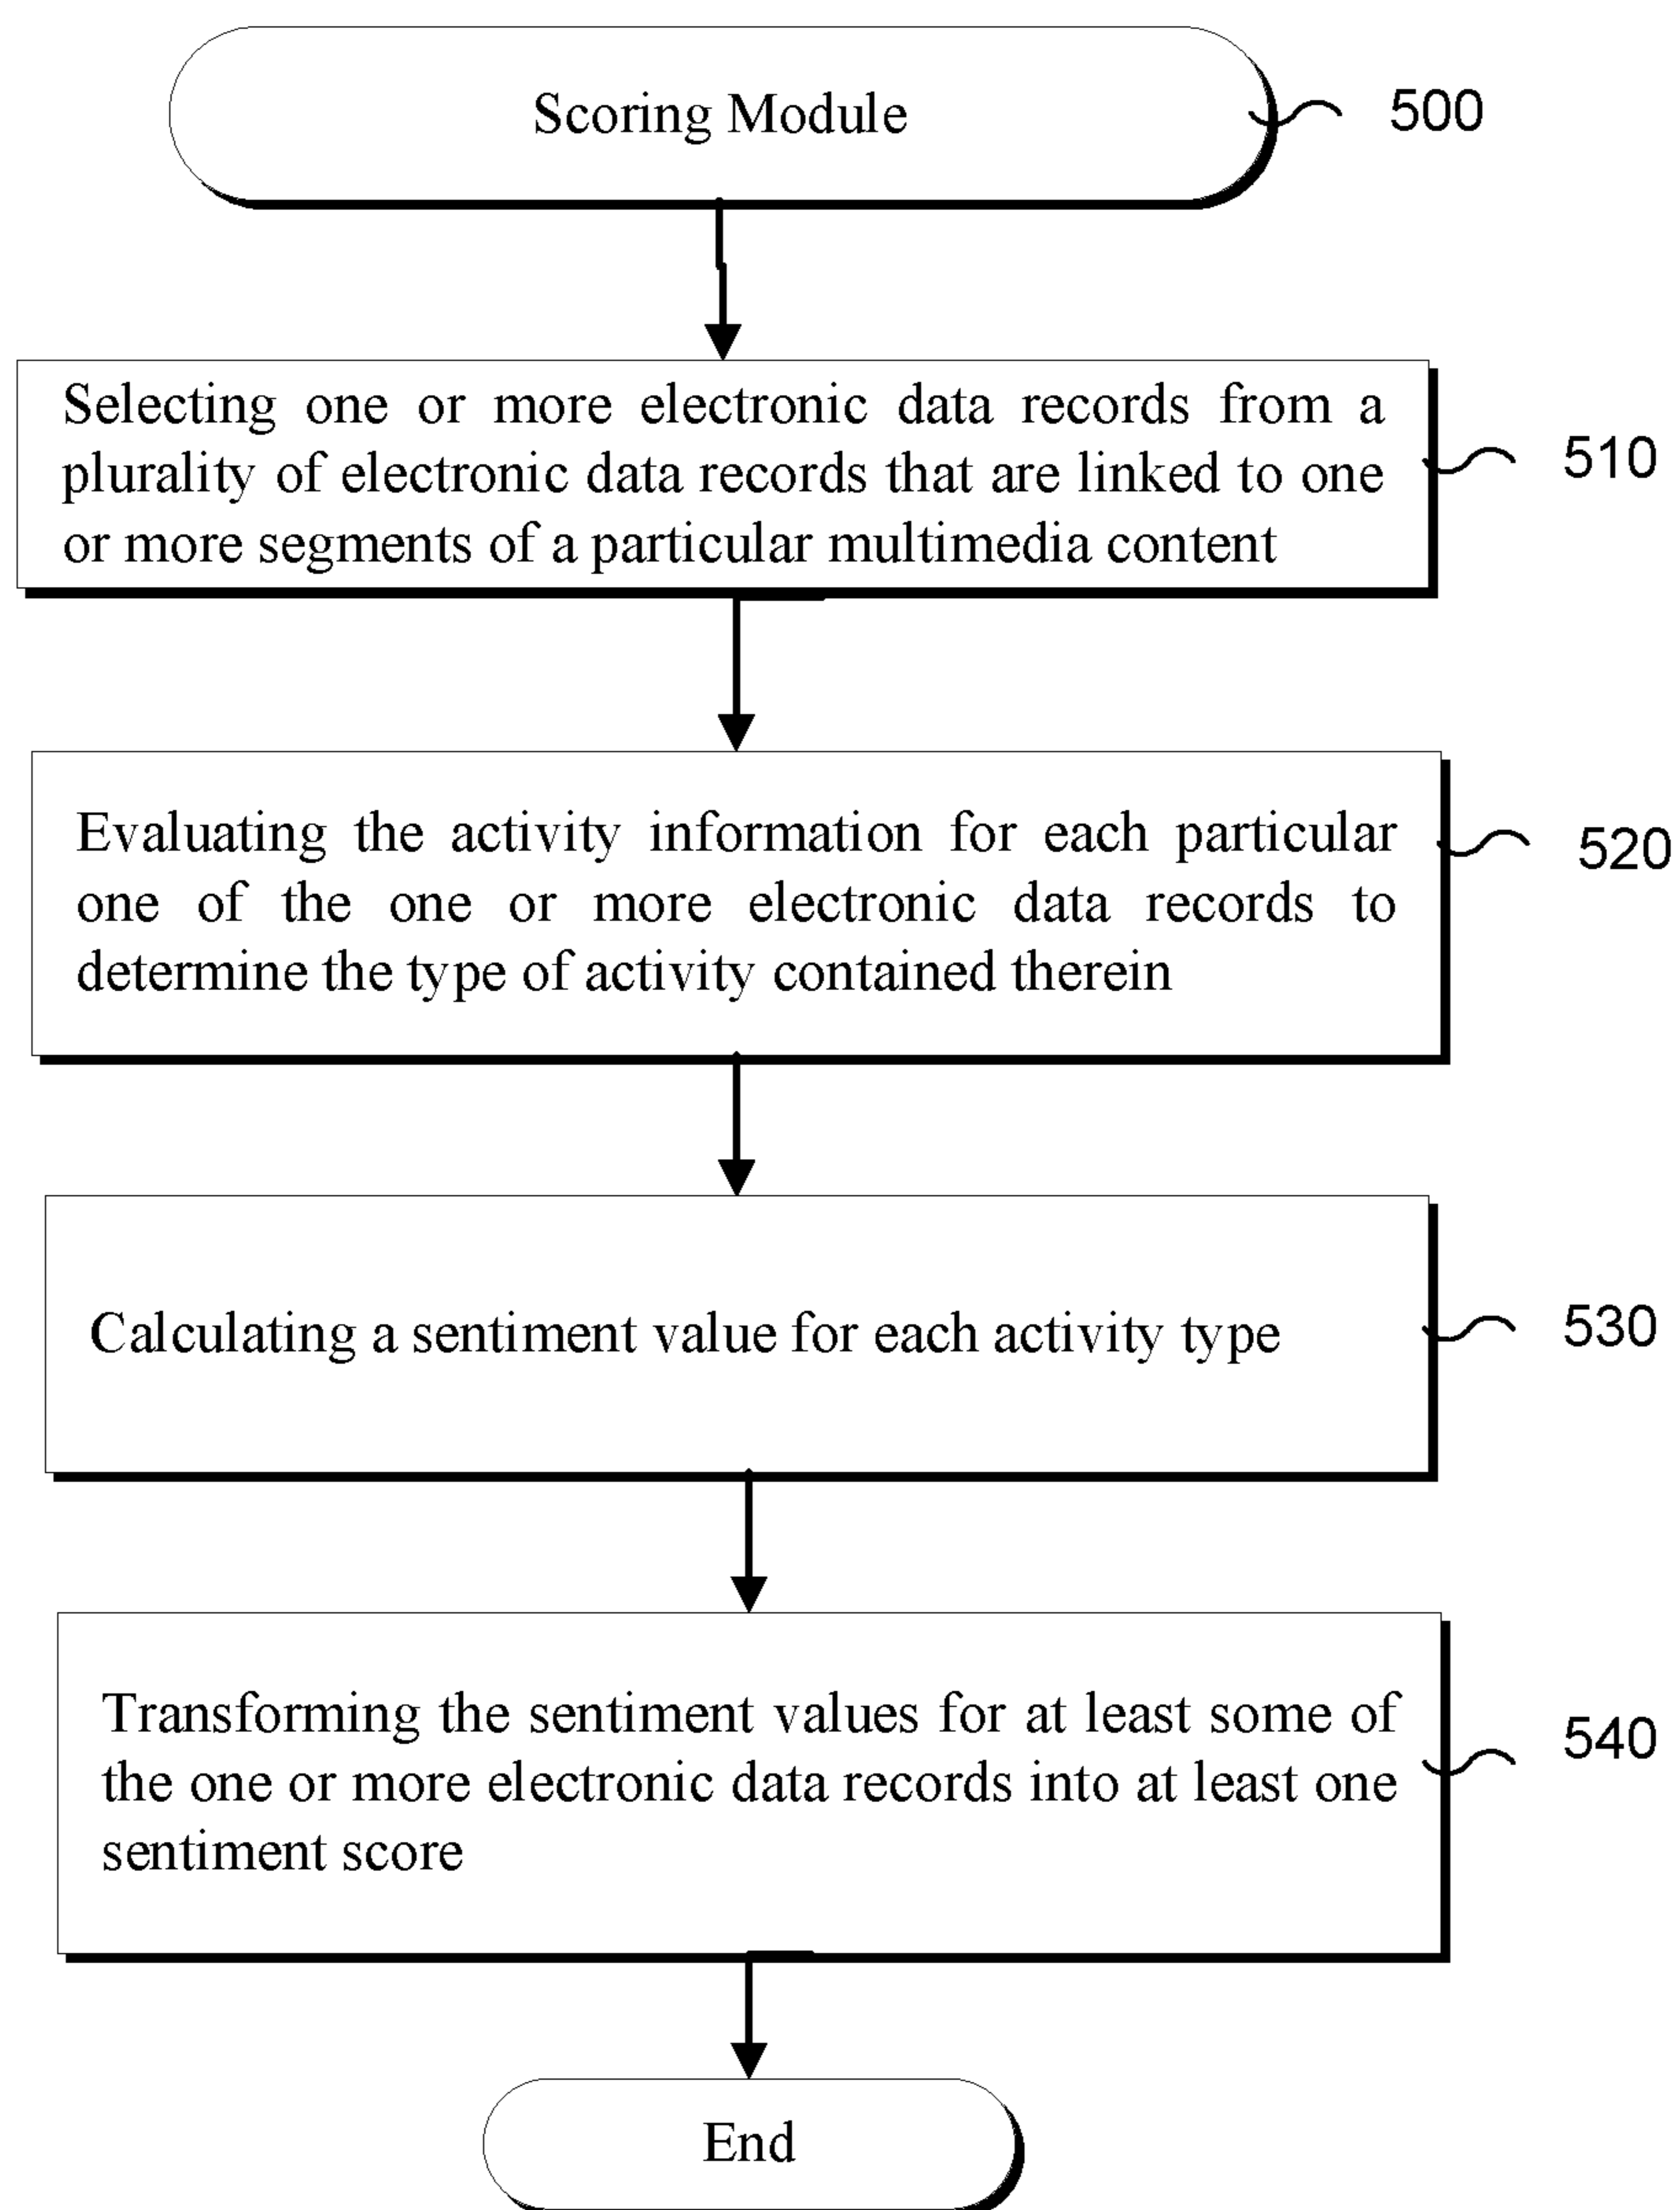 Scoring Module
500
Selecting one or more electronic data records from a
plurality of electronic data records that are linked to one
or more segments of a particular multimedia content
510
Evaluating the activity information for each particular
one of the one or more electronic data records to
determine the type of activity contained therein
520
Calculating a sentiment value for each activity type
530
Transforming the sentiment values for at least some of
the one or more electronic data records into at least one
sentiment score
540
End